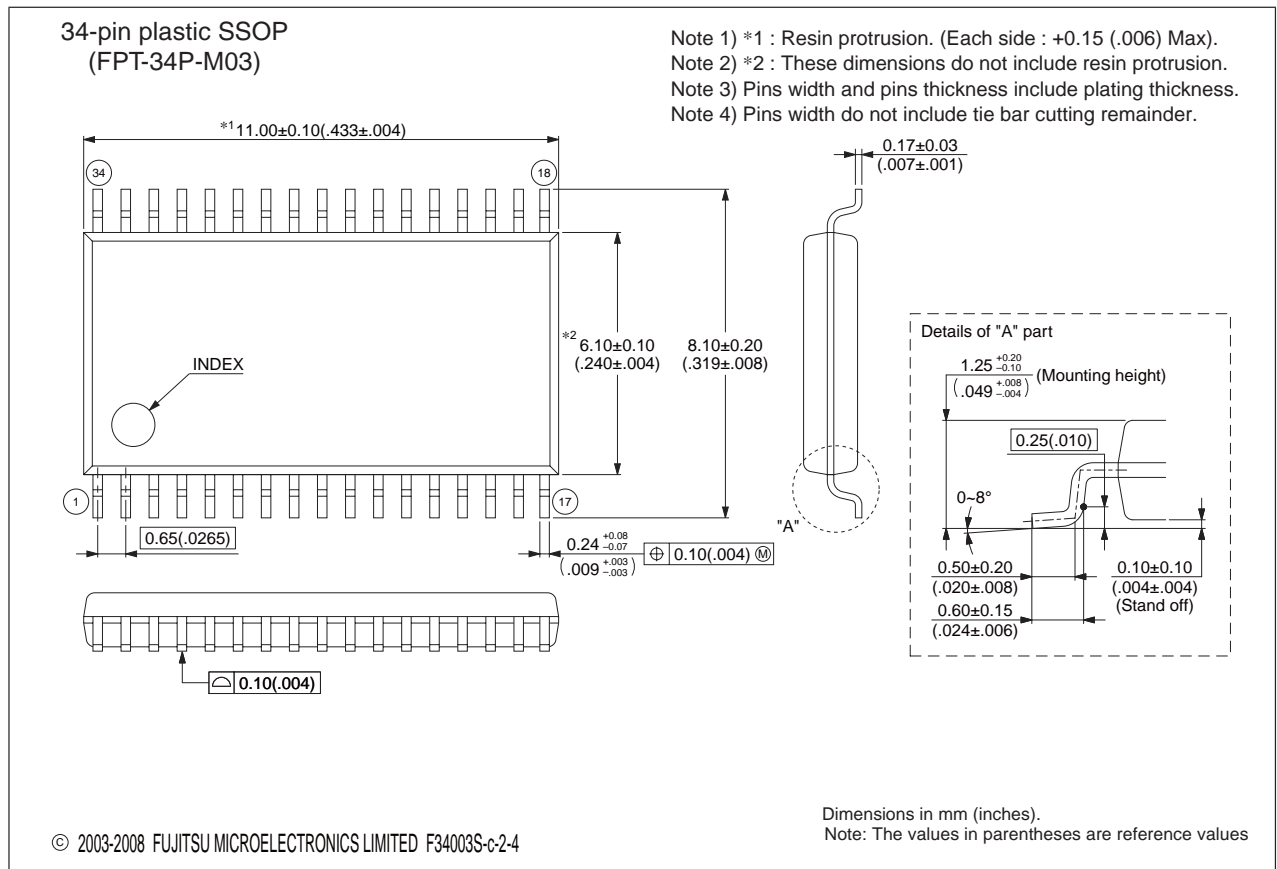 34-pin plastic SSOP
(FPT-34P-M03)
Note 1) *1 : Resin protrusion. (Each side : +0.15 (.006) Max).
Note 2) *2 : These dimensions do not include resin protrusion.
Note 3) Pins width and pins thickness include plating thickness.
Note 4) Pins width do not include tie bar cutting remainder.
*1 11.00±0.10(.433±.004)
0.17±0.03
(.007±.001)
34
18
*2 6.10±0.10
(.240±.004)
8.10±0.20
(.319±.008)
INDEX
1
17
"A"
0.65(.0265)
0.24 +0.08 –0.07
(.009 +.003 –.003)
⌖ 0.10(.004) Ⓜ
Details of "A" part
1.25 +0.20 –0.10
(.049 +.008 –.004) (Mounting height)
0.25(.010)
0~8°
0.50±0.20
(.020±.008)
0.60±0.15
(.024±.006)
0.10±0.10
(.004±.004)
(Stand off)
⌓ 0.10(.004)
Dimensions in mm (inches).
Note: The values in parentheses are reference values
© 2003-2008 FUJITSU MICROELECTRONICS LIMITED F34003S-c-2-4